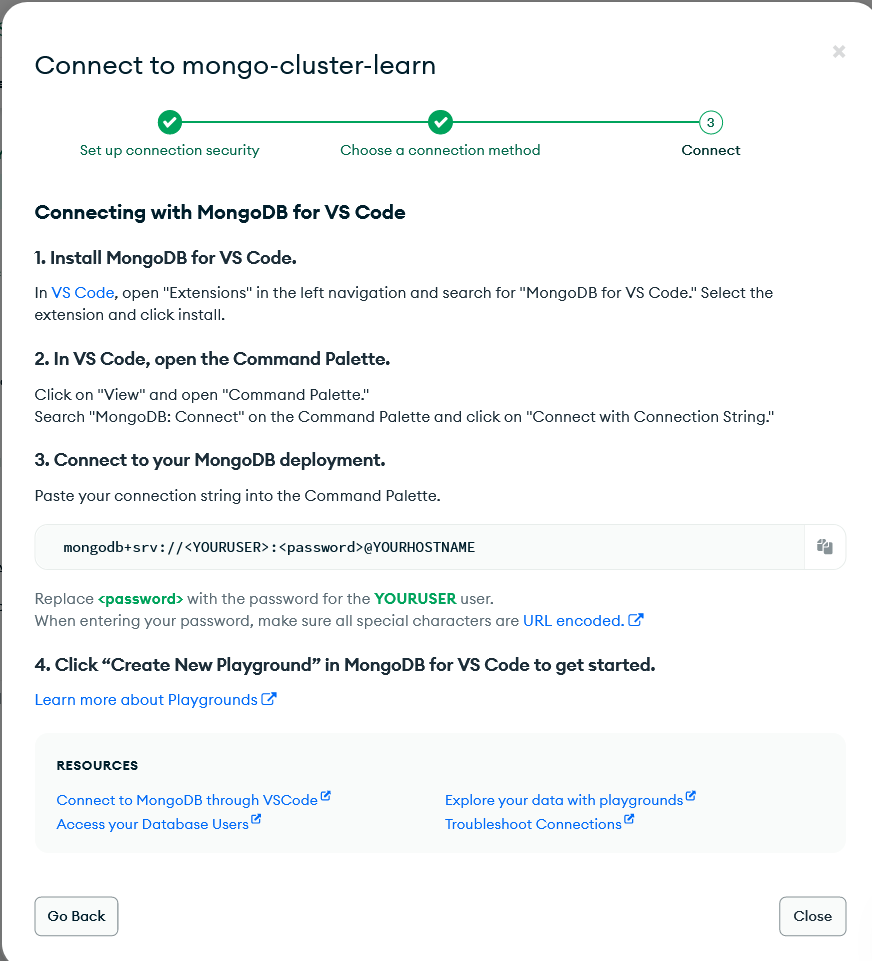 Connect to mongo-cluster-learn
Set up connection security
Choose a connection method
3
Connect
Connecting with MongoDB for VS Code
1. Install MongoDB for VS Code.
In VS Code, open "Extensions" in the left navigation and search for "MongoDB for VS Code." Select the
extension and click install.
2. In VS Code, open the Command Palette.
Click on "View" and open "Command Palette."
Search "MongoDB: Connect" on the Command Palette and click on "Connect with Connection String."
3. Connect to your MongoDB deployment.
Paste your connection string into the Command Palette.
mongodb+srv://<YOURUSER>:<password>@YOURHOSTNAME
Replace <password> with the password for the YOURUSER user.
When entering your password, make sure all special characters are URL encoded.
4. Click “Create New Playground” in MongoDB for VS Code to get started.
Learn more about Playgrounds
RESOURCES
Connect to MongoDB through VSCode
Explore your data with playgrounds
Access your Database Users
Troubleshoot Connections
Go Back
Close